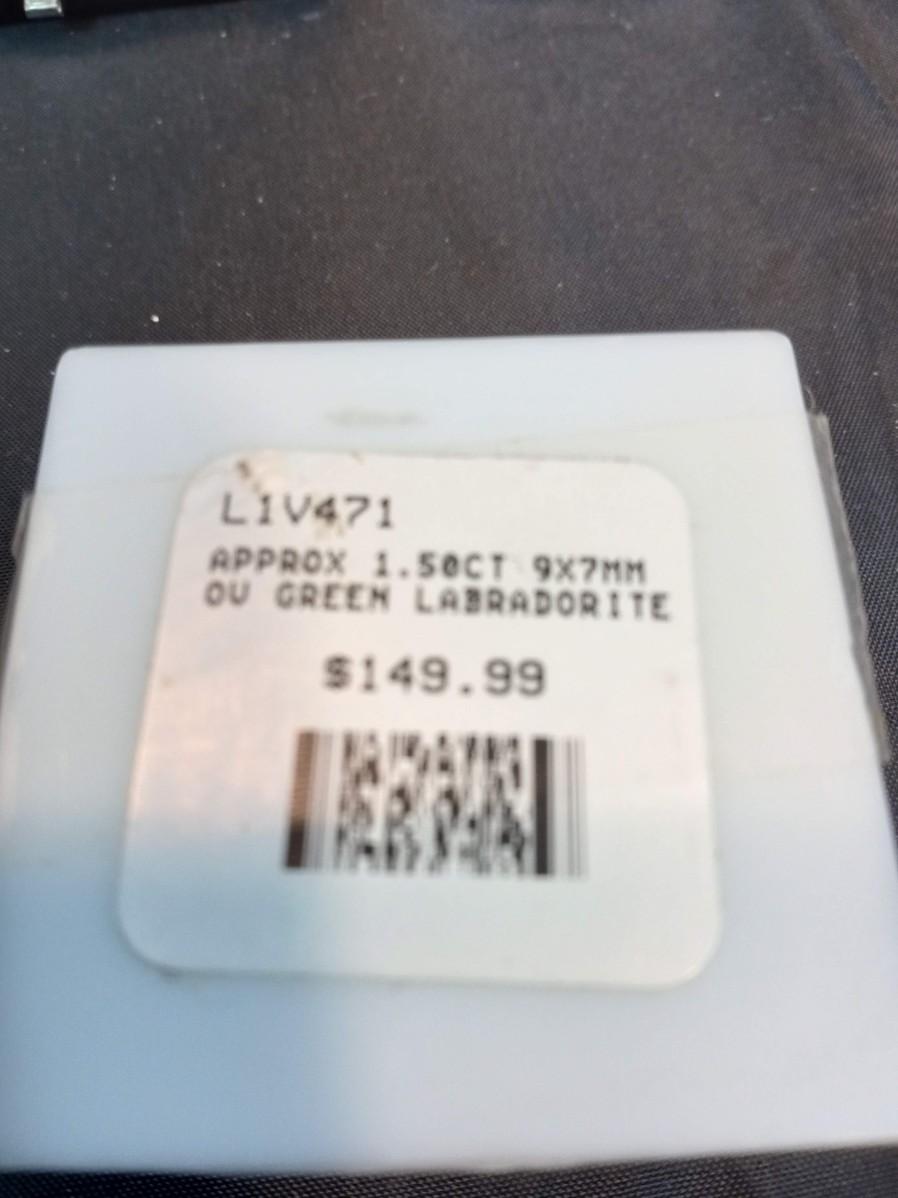 L1V471
APPROX 1.50CT 9X7MM
OV GREEN LABRADORITE
$149.99